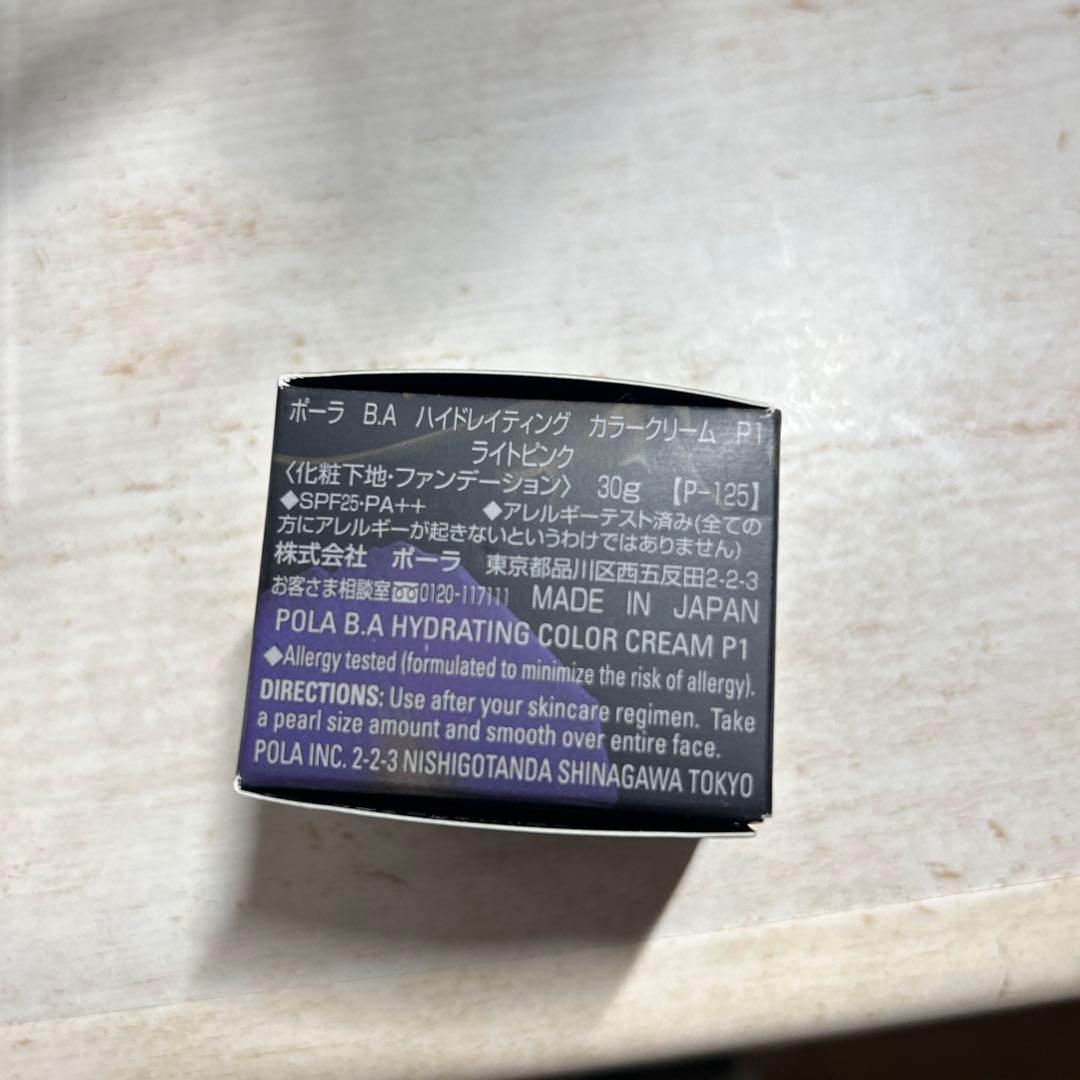 ポーラ B.A ハイドレイティング カラークリーム P1
ライトピンク
〈化粧下地・ファンデーション〉 30g 【P-125】
◆SPF25・PA++ ◆アレルギーテスト済み(全ての
方にアレルギーが起きないというわけではありません)
株式会社 ポーラ 東京都品川区西五反田2-2-3
お客さま相談室 0120-117111 MADE IN JAPAN
POLA B.A HYDRATING COLOR CREAM P1
◆Allergy tested (formulated to minimize the risk of allergy).
DIRECTIONS: Use after your skincare regimen. Take
a pearl size amount and smooth over entire face.
POLA INC. 2-2-3 NISHIGOTANDA SHINAGAWA TOKYO